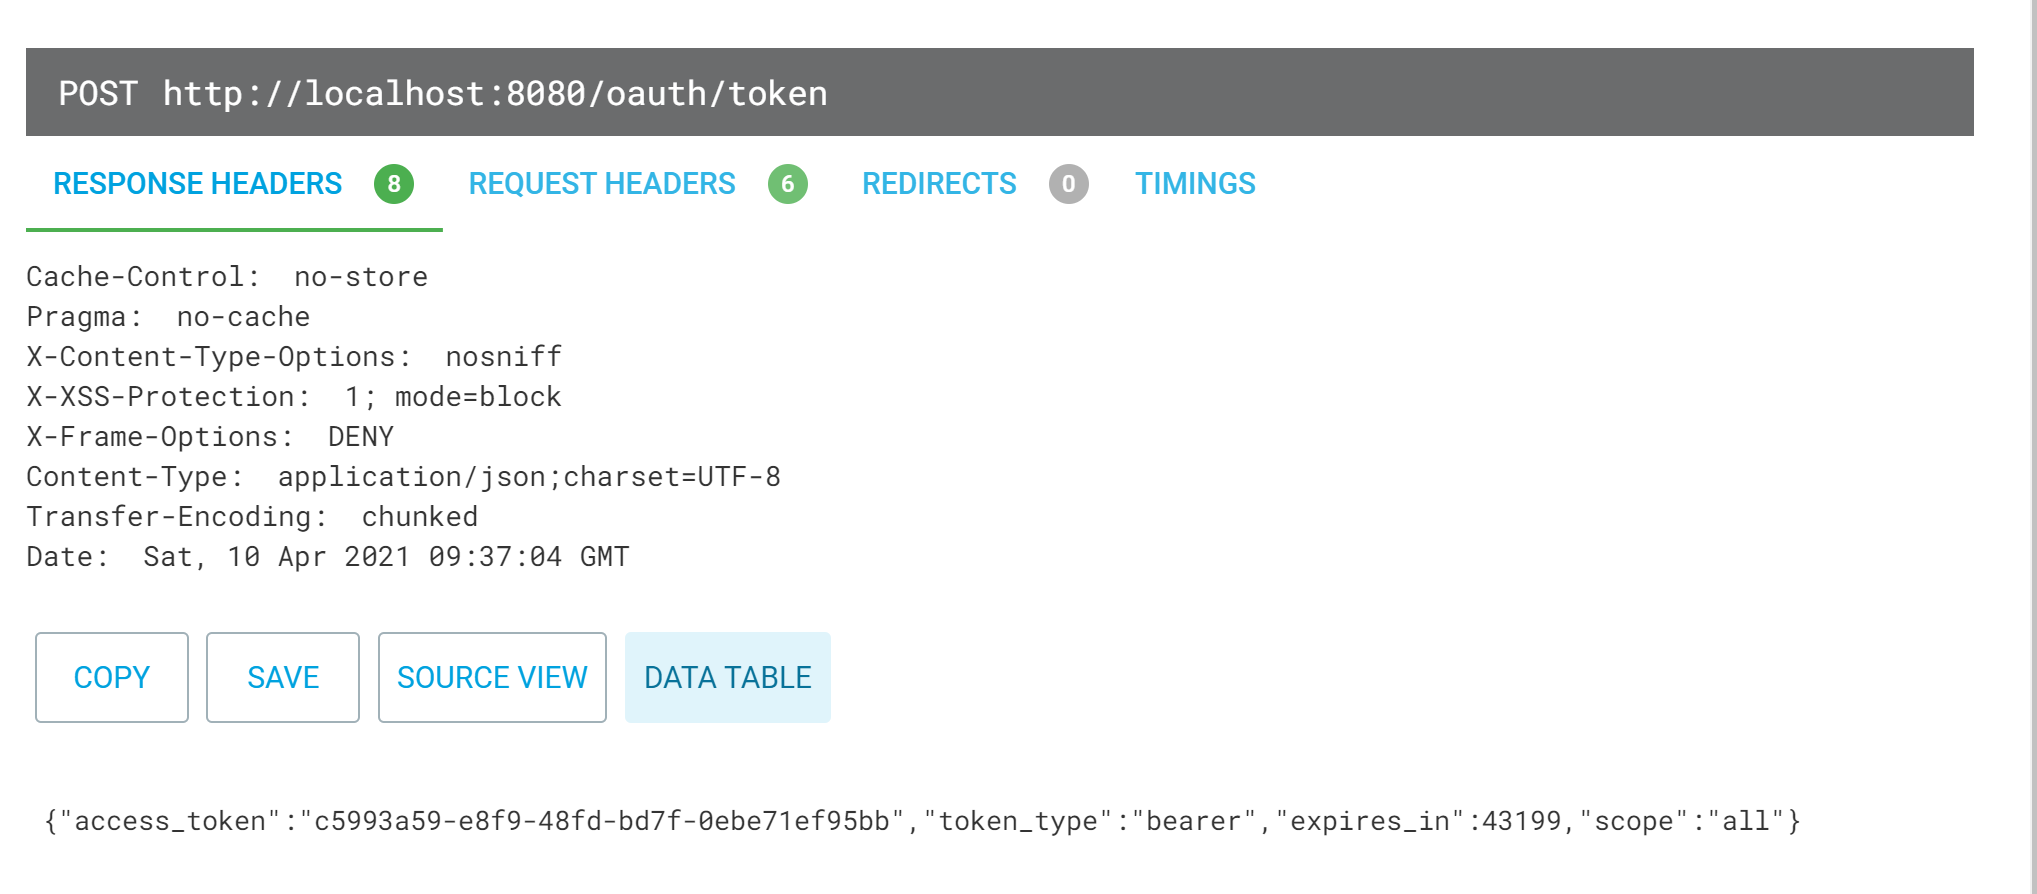 POST http://localhost:8080/oauth/token
RESPONSE HEADERS 8 REQUEST HEADERS 6 REDIRECTS 0 TIMINGS
Cache-Control: no-store
Pragma: no-cache
X-Content-Type-Options: nosniff
X-XSS-Protection: 1; mode=block
X-Frame-Options: DENY
Content-Type: application/json;charset=UTF-8
Transfer-Encoding: chunked
Date: Sat, 10 Apr 2021 09:37:04 GMT
COPY SAVE SOURCE VIEW DATA TABLE
{"access_token":"c5993a59-e8f9-48fd-bd7f-0ebe71ef95bb","token_type":"bearer","expires_in":43199,"scope":"all"}